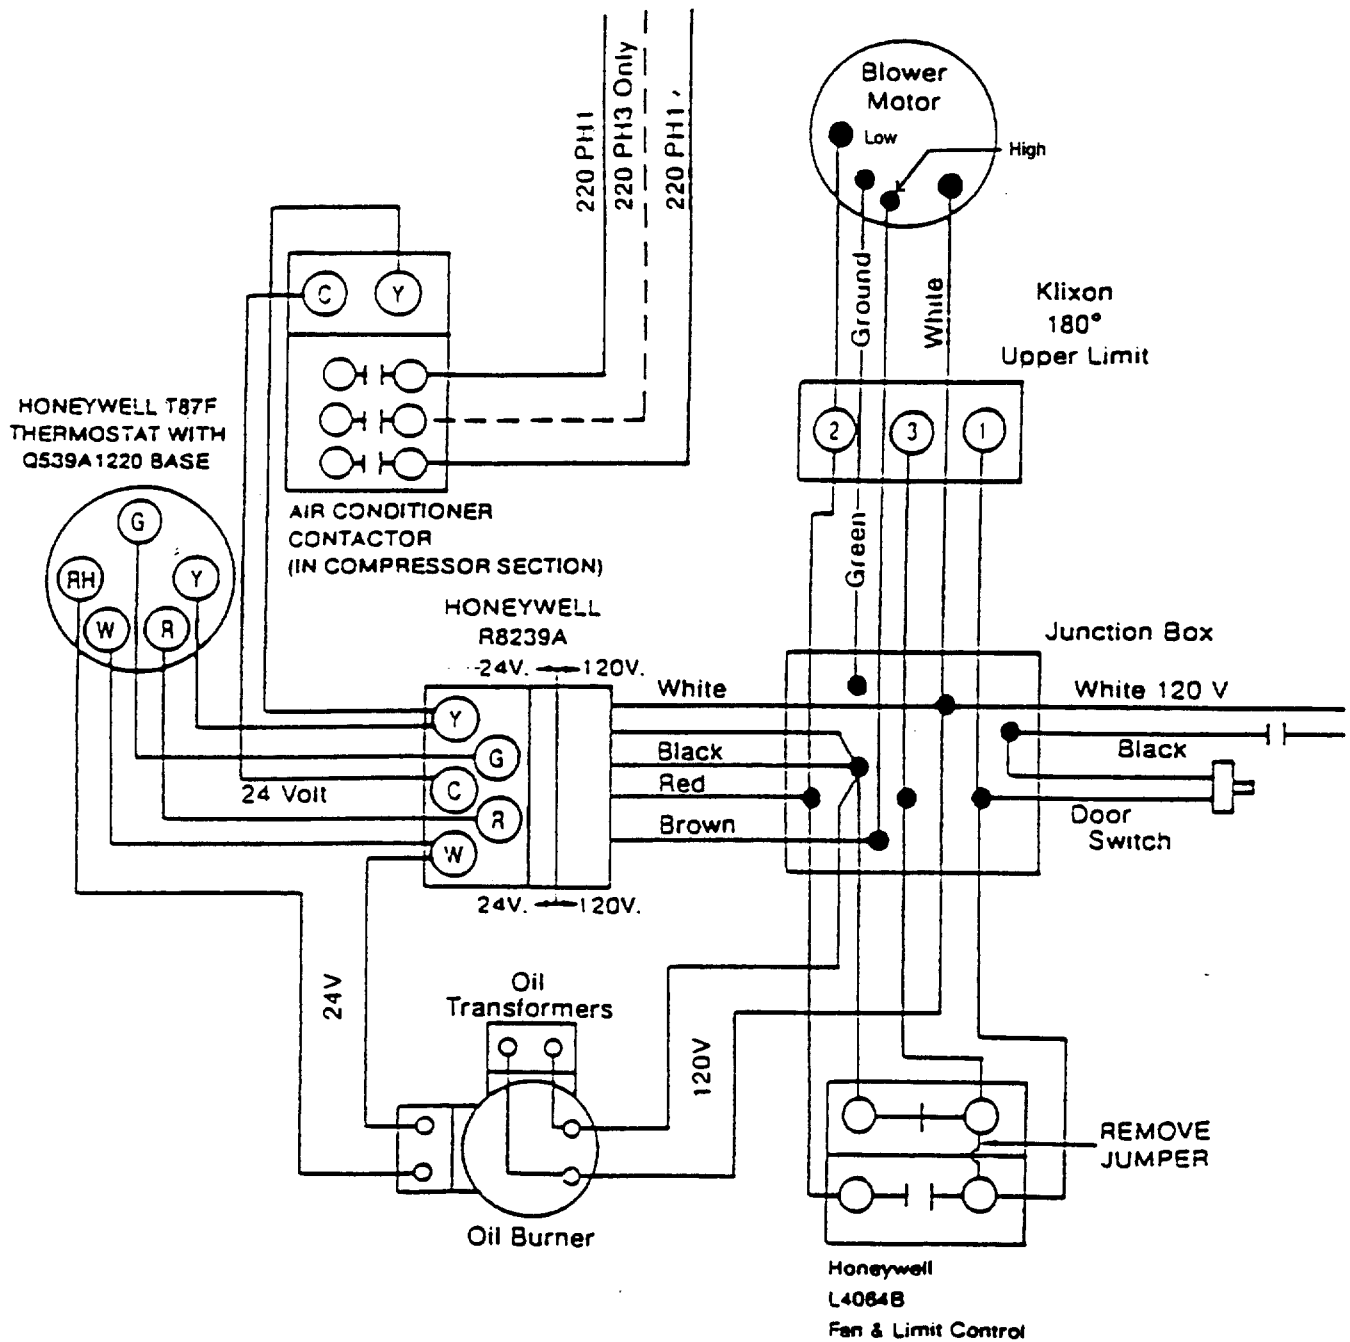 220 PH1
220 PH3 Only
220 PH1
Blower
Motor
Low
High
Ground
White
Klixon
180°
Upper Limit
C
Y
2
3
1
HONEYWELL T87F
THERMOSTAT WITH
Q539A1220 BASE
G
RH
Y
W
R
AIR CONDITIONER
CONTACTOR
(IN COMPRESSOR SECTION)
Green
HONEYWELL
R8239A
24V.
120V.
Junction Box
White
White 120 V
Y
G
C
R
W
24 Volt
Black
Red
Brown
Black
Door
Switch
24V.
120V.
24V
Oil
Transformers
120V
Oil Burner
REMOVE
JUMPER
Honeywell
L4064B
Fan & Limit Control